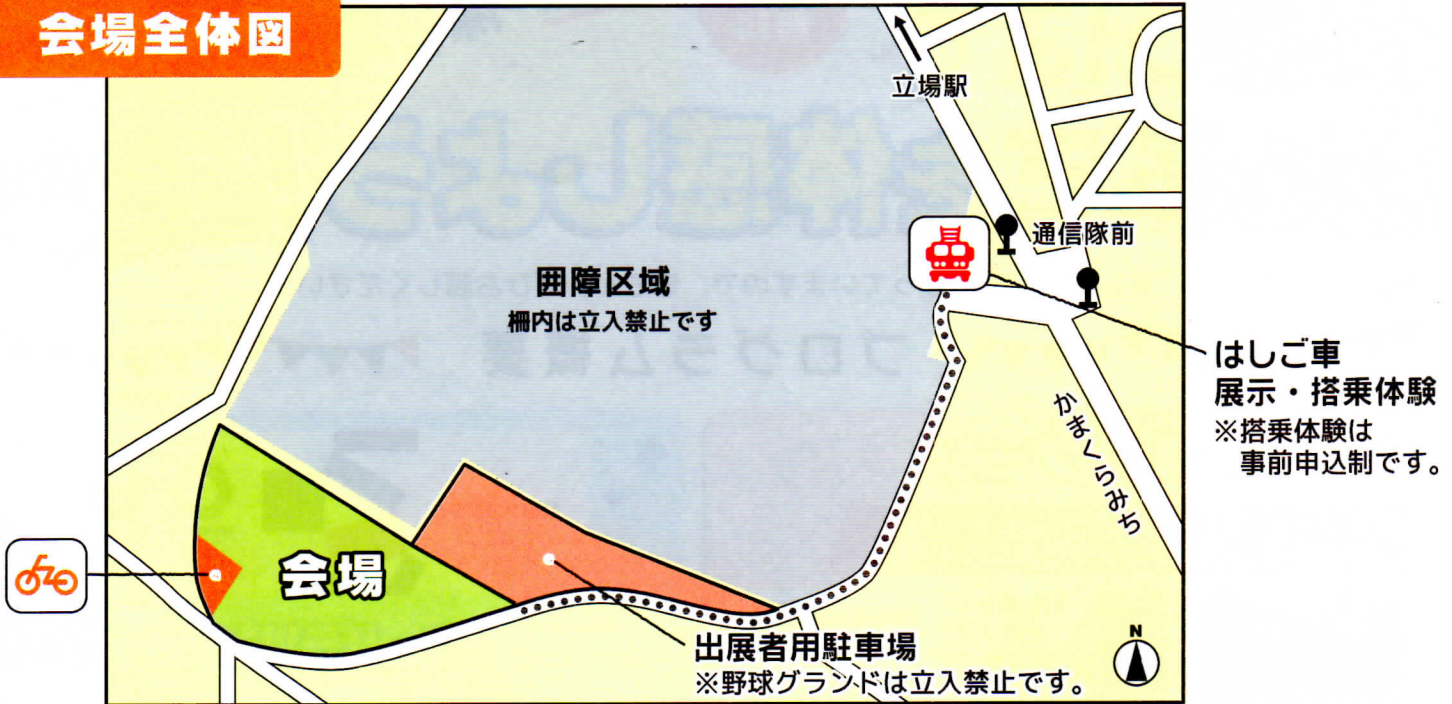 会場全体図
立場駅
通信隊前
囲障区域
柵内は立入禁止です
はしご車
展示・搭乗体験
※搭乗体験は
事前申込制です。
かまくらみち
会場
出展者用駐車場
※野球グランドは立入禁止です。
N